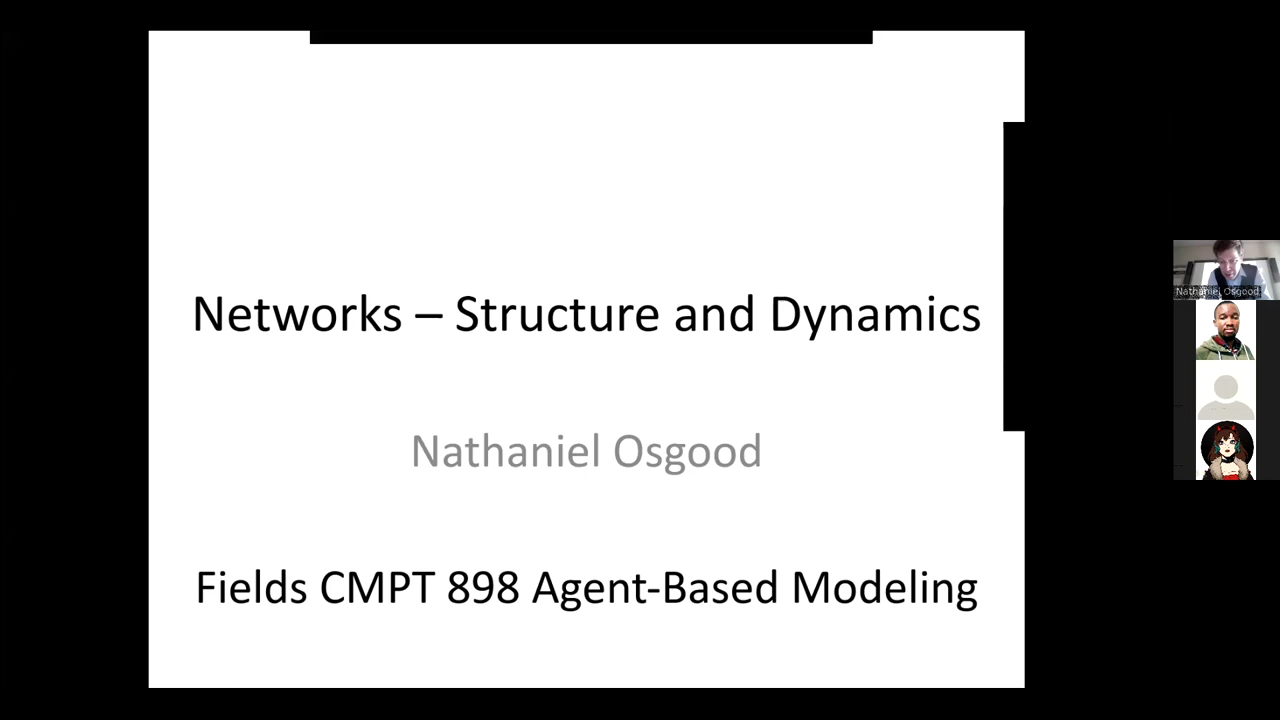 Networks – Structure and Dynamics
Nathaniel Osgood
Fields CMPT 898 Agent-Based Modeling
Nathaniel Osgood